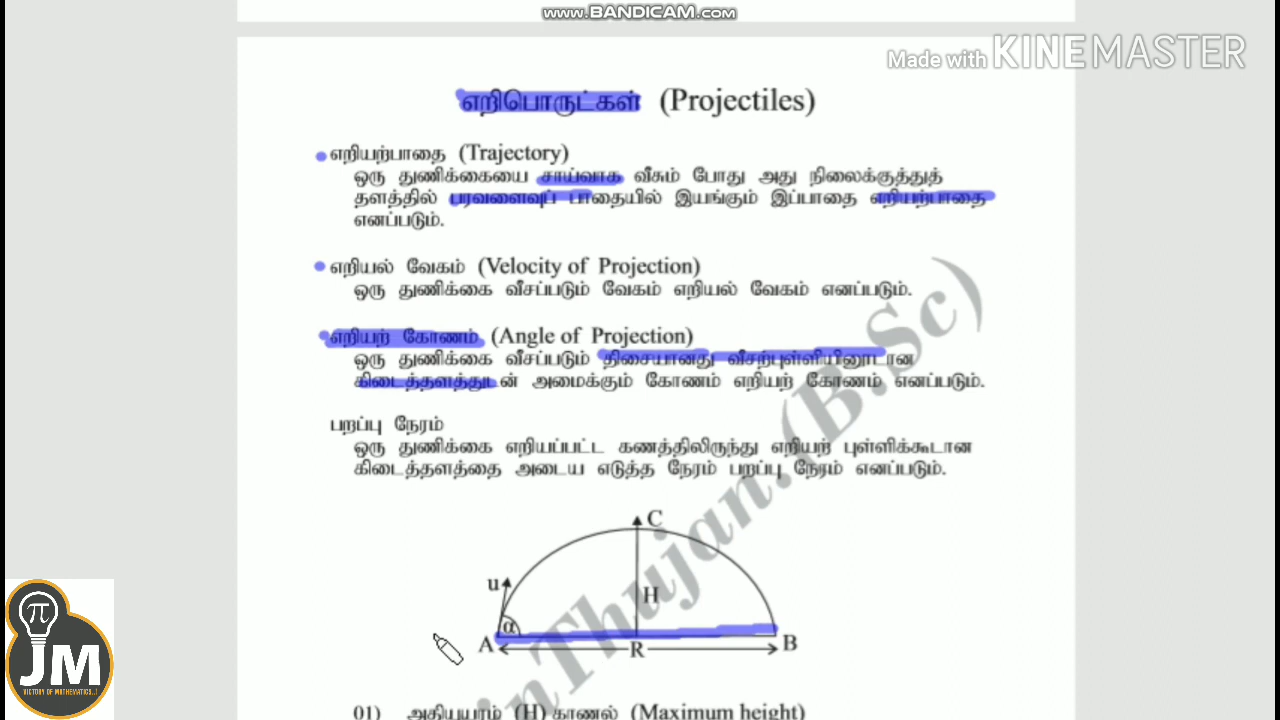 www.BANDICAM.com
Made with KINEMASTER
எறிபொருட்கள் (Projectiles)
எறியற்பாதை (Trajectory)
ஒரு துணிக்கையை சாய்வாக வீசும் போது அது நிலைக்குத்துத்
தளத்தில் பரவளைவுப் பாதையில் இயங்கும் இப்பாதை எறியற்பாதை
எனப்படும்.
எறியல் வேகம் (Velocity of Projection)
ஒரு துணிக்கை வீசப்படும் வேகம் எறியல் வேகம் எனப்படும்.
எறியற் கோணம் (Angle of Projection)
ஒரு துணிக்கை வீசப்படும் திசையானது வீசற்புள்ளியினூடான
கிடைத்தளத்துடன் அமைக்கும் கோணம் எறியற் கோணம் எனப்படும்.
பறப்பு நேரம்
ஒரு துணிக்கை எறியப்பட்ட கணத்திலிருந்து எறியற் புள்ளிக்கூடான
கிடைத்தளத்தை அடைய எடுத்த நேரம் பறப்பு நேரம் எனப்படும்.
C
u
H
α
A
R
B
inThujan.(B.Sc)
π
JM
VICTORY OF MATHEMATICS..!
01) அதியுயரம் (H) காணல் (Maximum height)